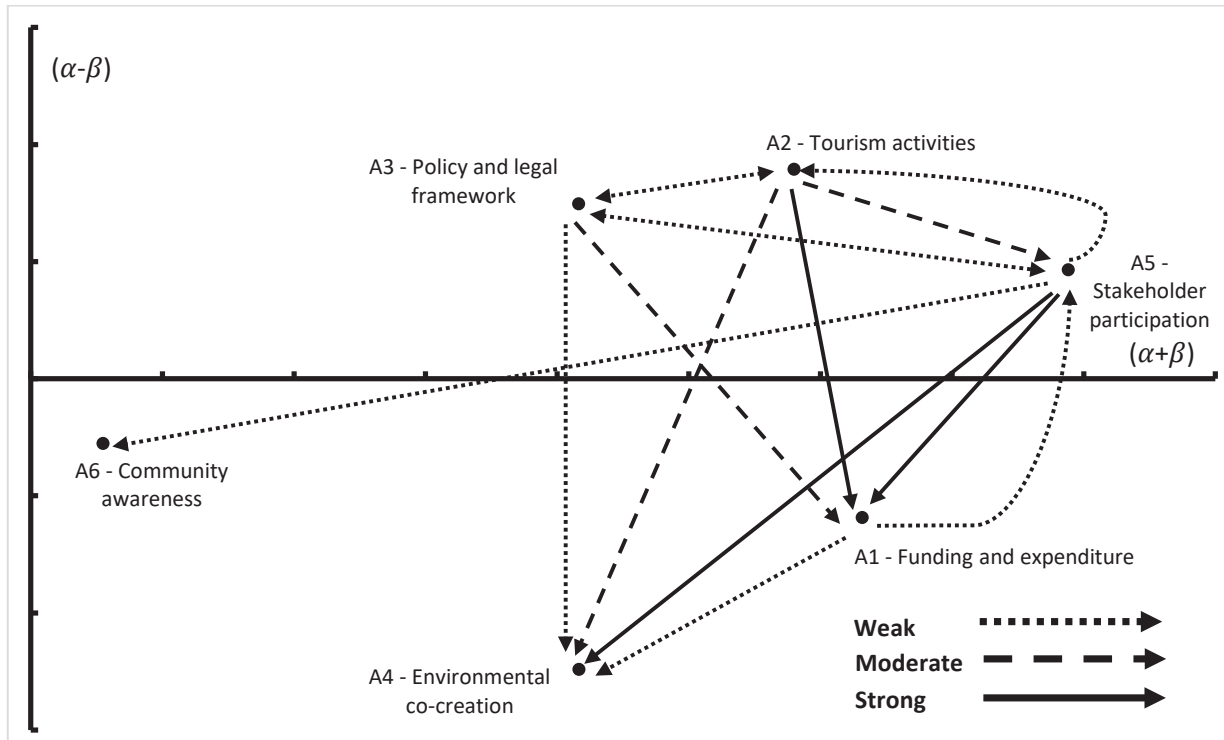 (α-β)
A2 - Tourism activities
A3 - Policy and legal
framework
A5 -
Stakeholder
participation
(α+β)
A6 - Community
awareness
A1 - Funding and expenditure
A4 - Environmental
co-creation
Weak
Moderate
Strong